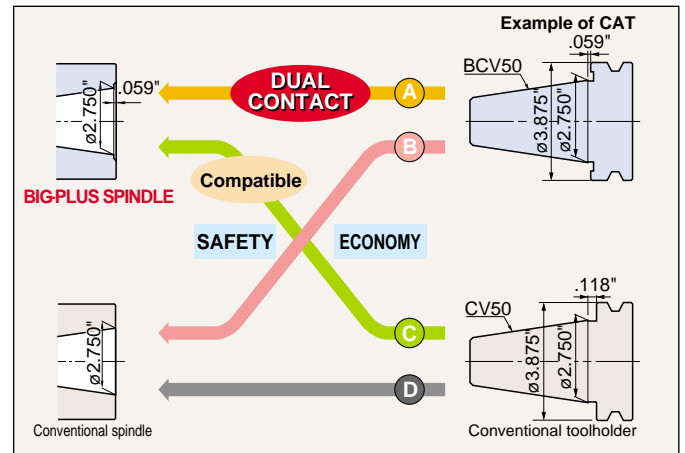 Example of CAT
.059"
BCV50
ø3.875"
ø2.750"
DUAL
CONTACT
A
.059"
ø2.750"
B
BIG-PLUS SPINDLE
Compatible
SAFETY
ECONOMY
.118"
CV50
ø3.875"
ø2.750"
C
ø2.750"
D
Conventional spindle
Conventional toolholder